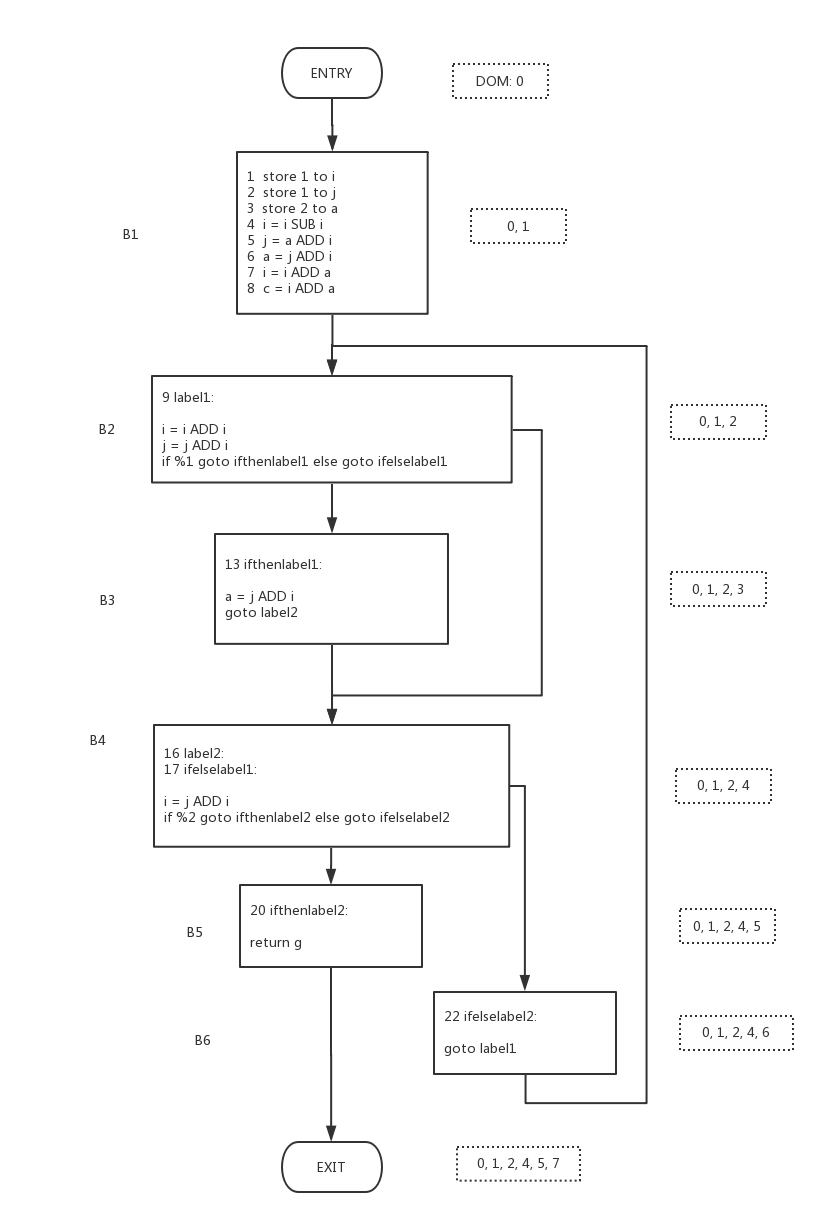 ENTRY
DOM: 0
1 store 1 to i
2 store 1 to j
3 store 2 to a
4 i = i SUB i
5 j = a ADD i
6 a = j ADD i
7 i = i ADD a
8 c = i ADD a
B1
0, 1
9 label1:
i = i ADD i
j = j ADD i
if %1 goto ifthenlabel1 else goto ifelselabel1
B2
0, 1, 2
13 ifthenlabel1:
a = j ADD i
goto label2
B3
0, 1, 2, 3
B4
16 label2:
17 ifelselabel1:
i = j ADD i
if %2 goto ifthenlabel2 else goto ifelselabel2
0, 1, 2, 4
20 ifthenlabel2:
return g
B5
0, 1, 2, 4, 5
22 ifelselabel2:
goto label1
B6
0, 1, 2, 4, 6
EXIT
0, 1, 2, 4, 5, 7